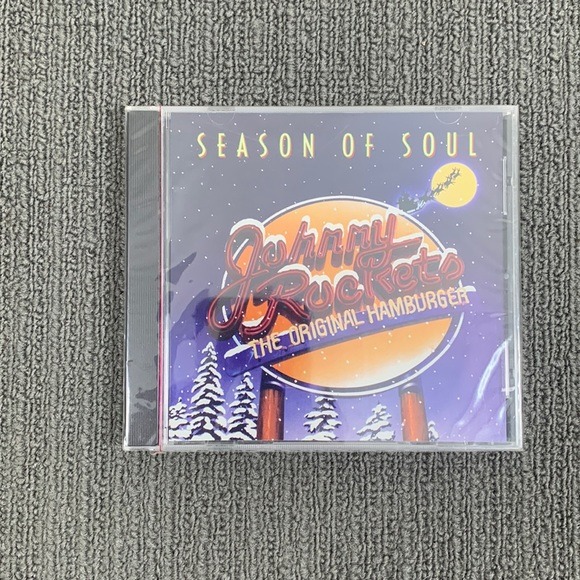 SEASON OF SOUL
Johnny
Rockets
THE ORIGINAL HAMBURGER